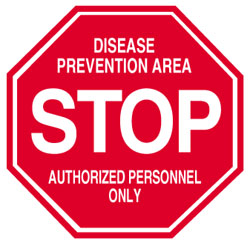 DISEASE
PREVENTION AREA
STOP
AUTHORIZED PERSONNEL
ONLY